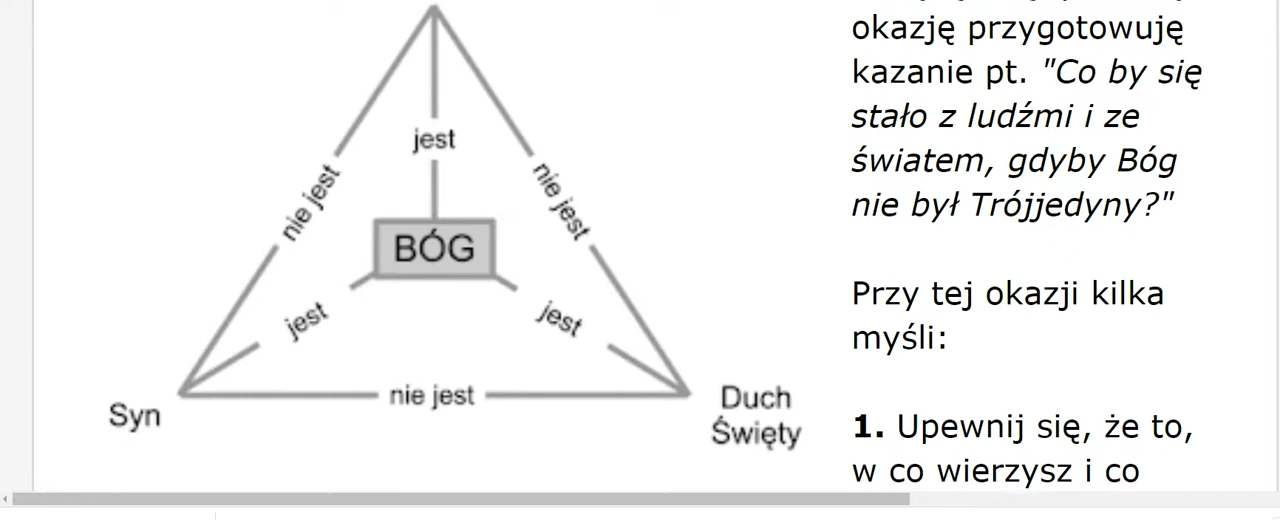 jest
nie jest
nie jest
BÓG
jest
jest
nie jest
Syn
Duch
Święty
okazję przygotowuję
kazanie pt. "Co by się
stało z ludźmi i ze
światem, gdyby Bóg
nie był Trójjedyny?"
Przy tej okazji kilka
myśli:
1. Upewnij się, że to,
w co wierzysz i co